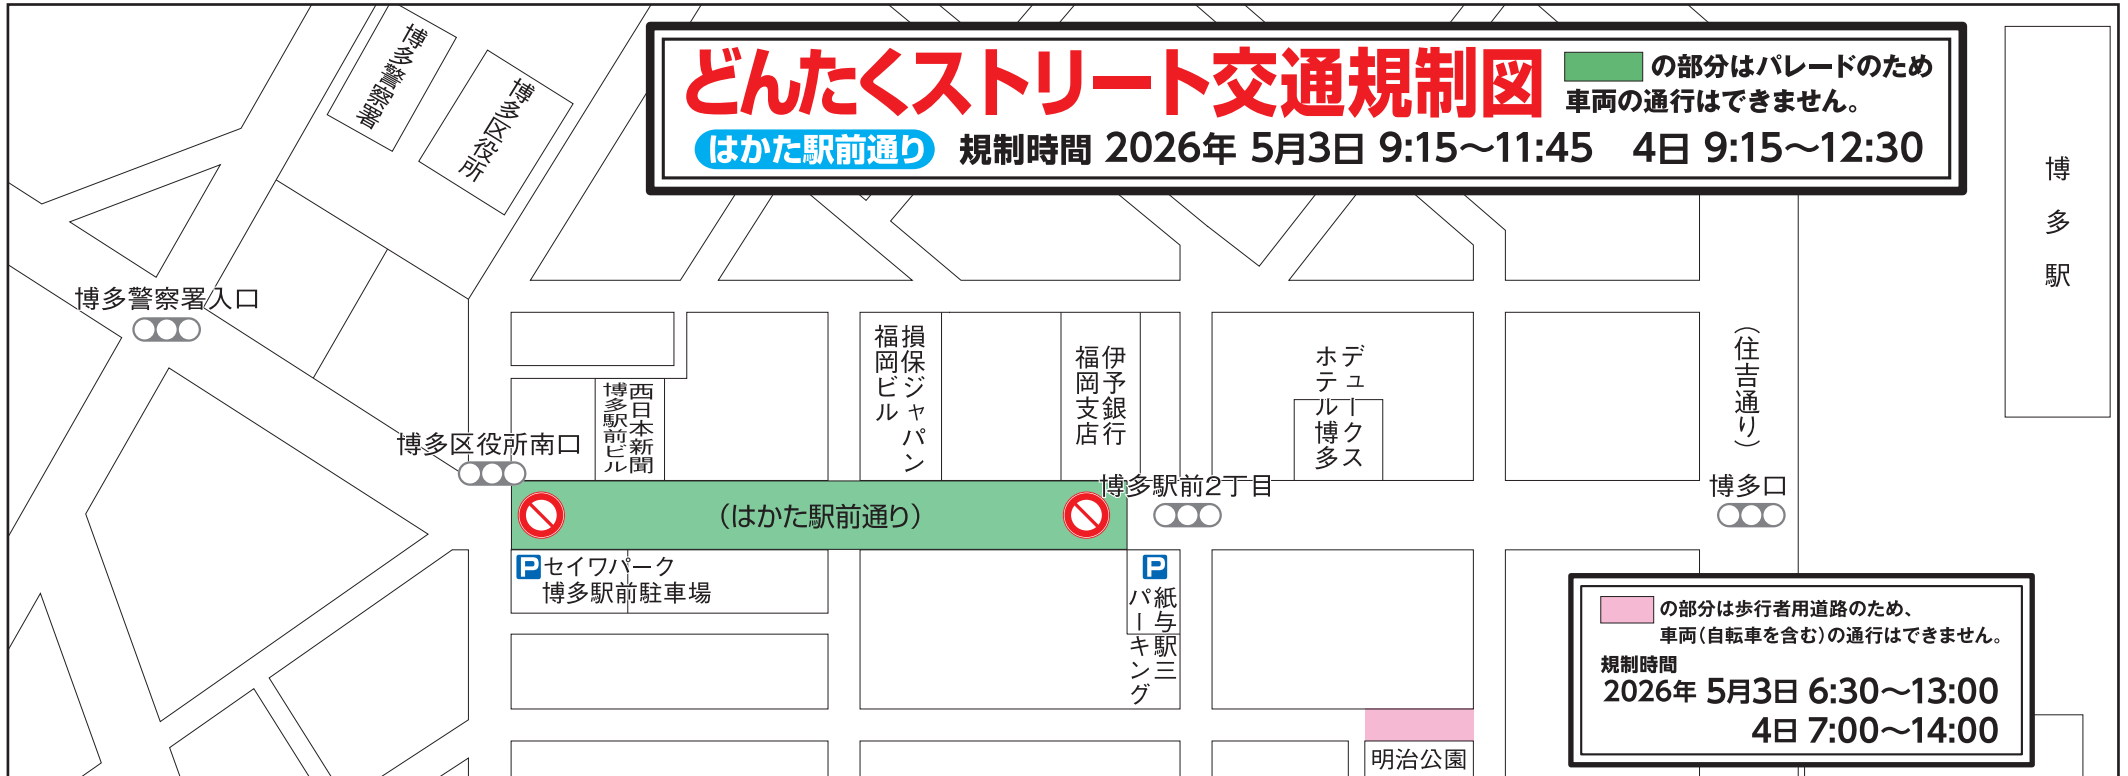 博多警察署
博多区役所
どんたくストリート交通規制図
の部分はパレードのため
車両の通行はできません。
はかた駅前通り 規制時間 2026年 5月3日 9:15～11:45 4日 9:15～12:30
博多駅
博多警察署入口
博多区役所南口
西日本新聞
博多駅前ビル
損保ジャパン
福岡ビル
伊予銀行
福岡支店
デュークス
ホテル博多
（住吉通り）
博多駅前2丁目
博多口
（はかた駅前通り）
P セイワパーク
博多駅前駐車場
P
紙与駅三
パーキング
の部分は歩行者用道路のため、
車両（自転車を含む）の通行はできません。
規制時間
2026年 5月3日 6:30～13:00
4日 7:00～14:00
明治公園